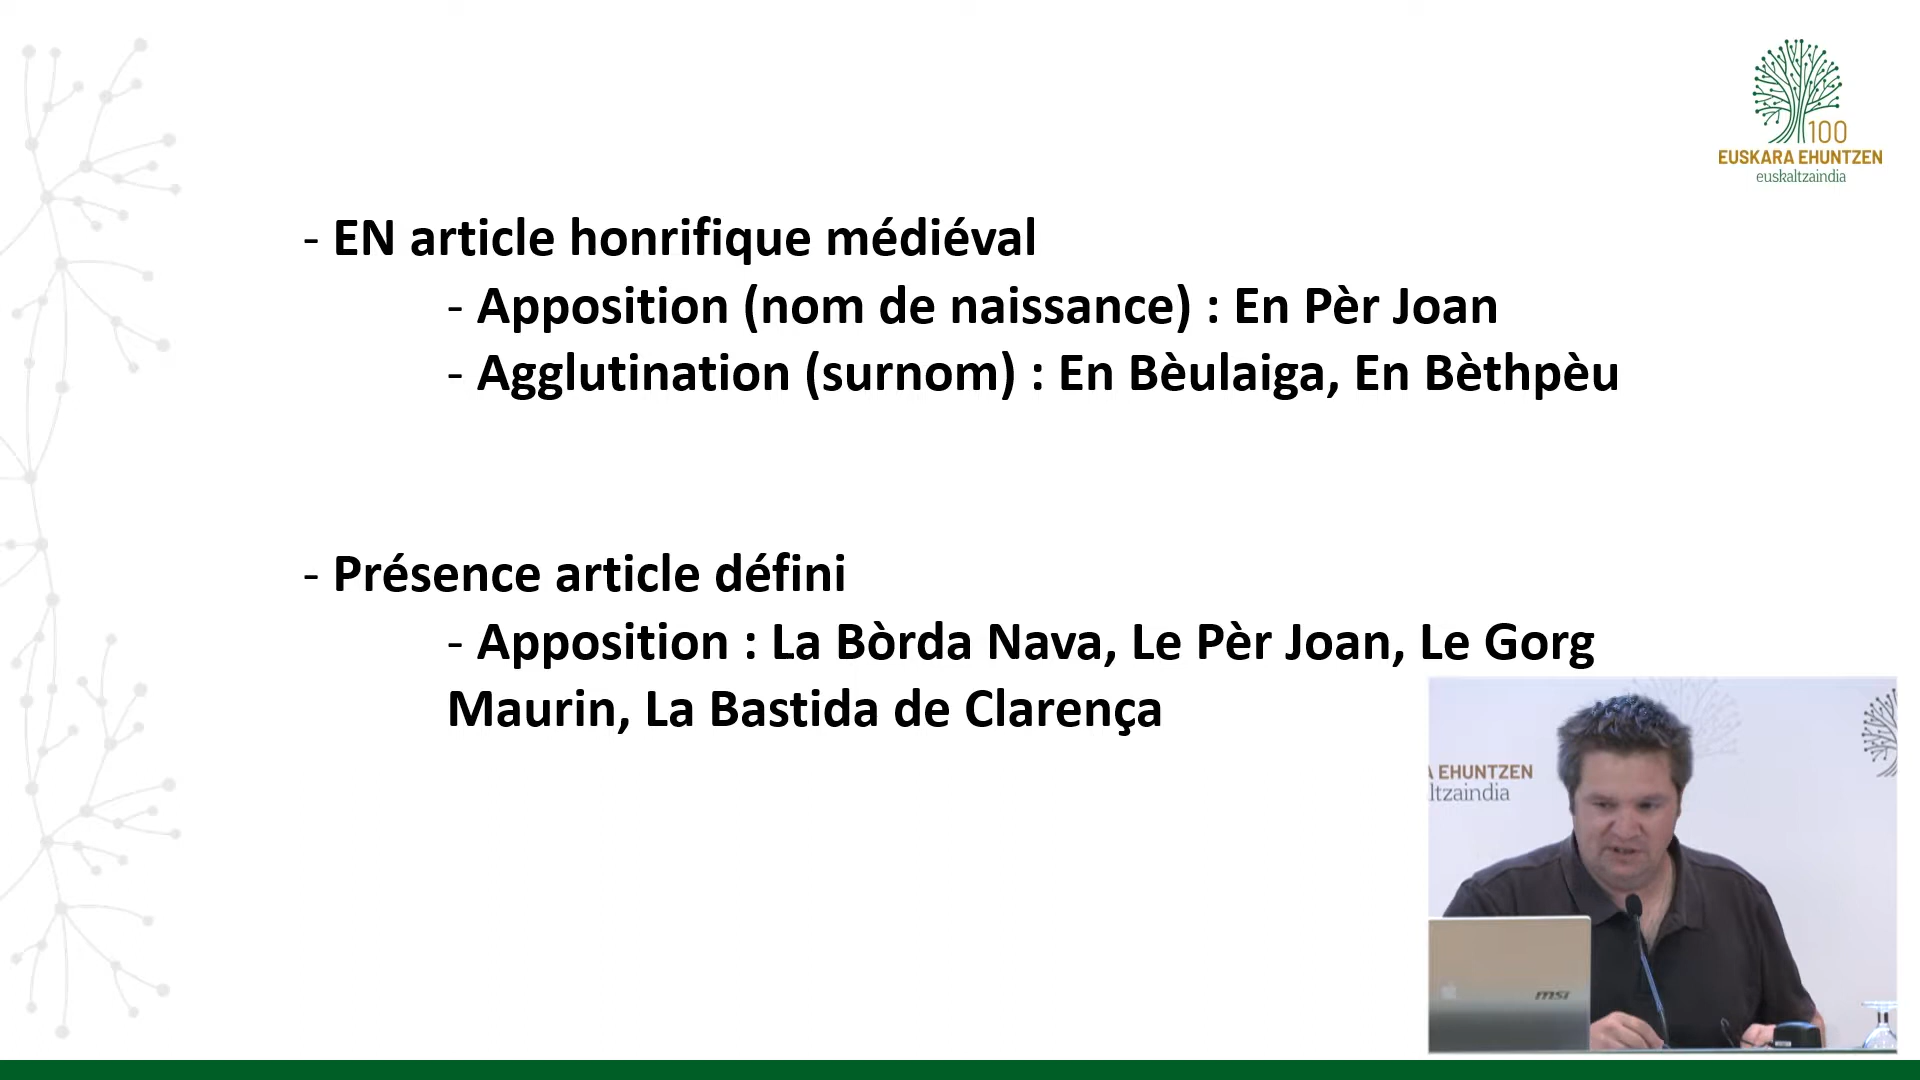 100
EUSKARA EHUNTZEN
euskaltzaindia
- EN article honrifique médiéval
- Apposition (nom de naissance) : En Pèr Joan
- Agglutination (surnom) : En Bèulaiga, En Bèthpèu
- Présence article défini
- Apposition : La Bòrda Nava, Le Pèr Joan, Le Gorg
Maurin, La Bastida de Clarença
A EHUNTZEN
ltzaindia
msi